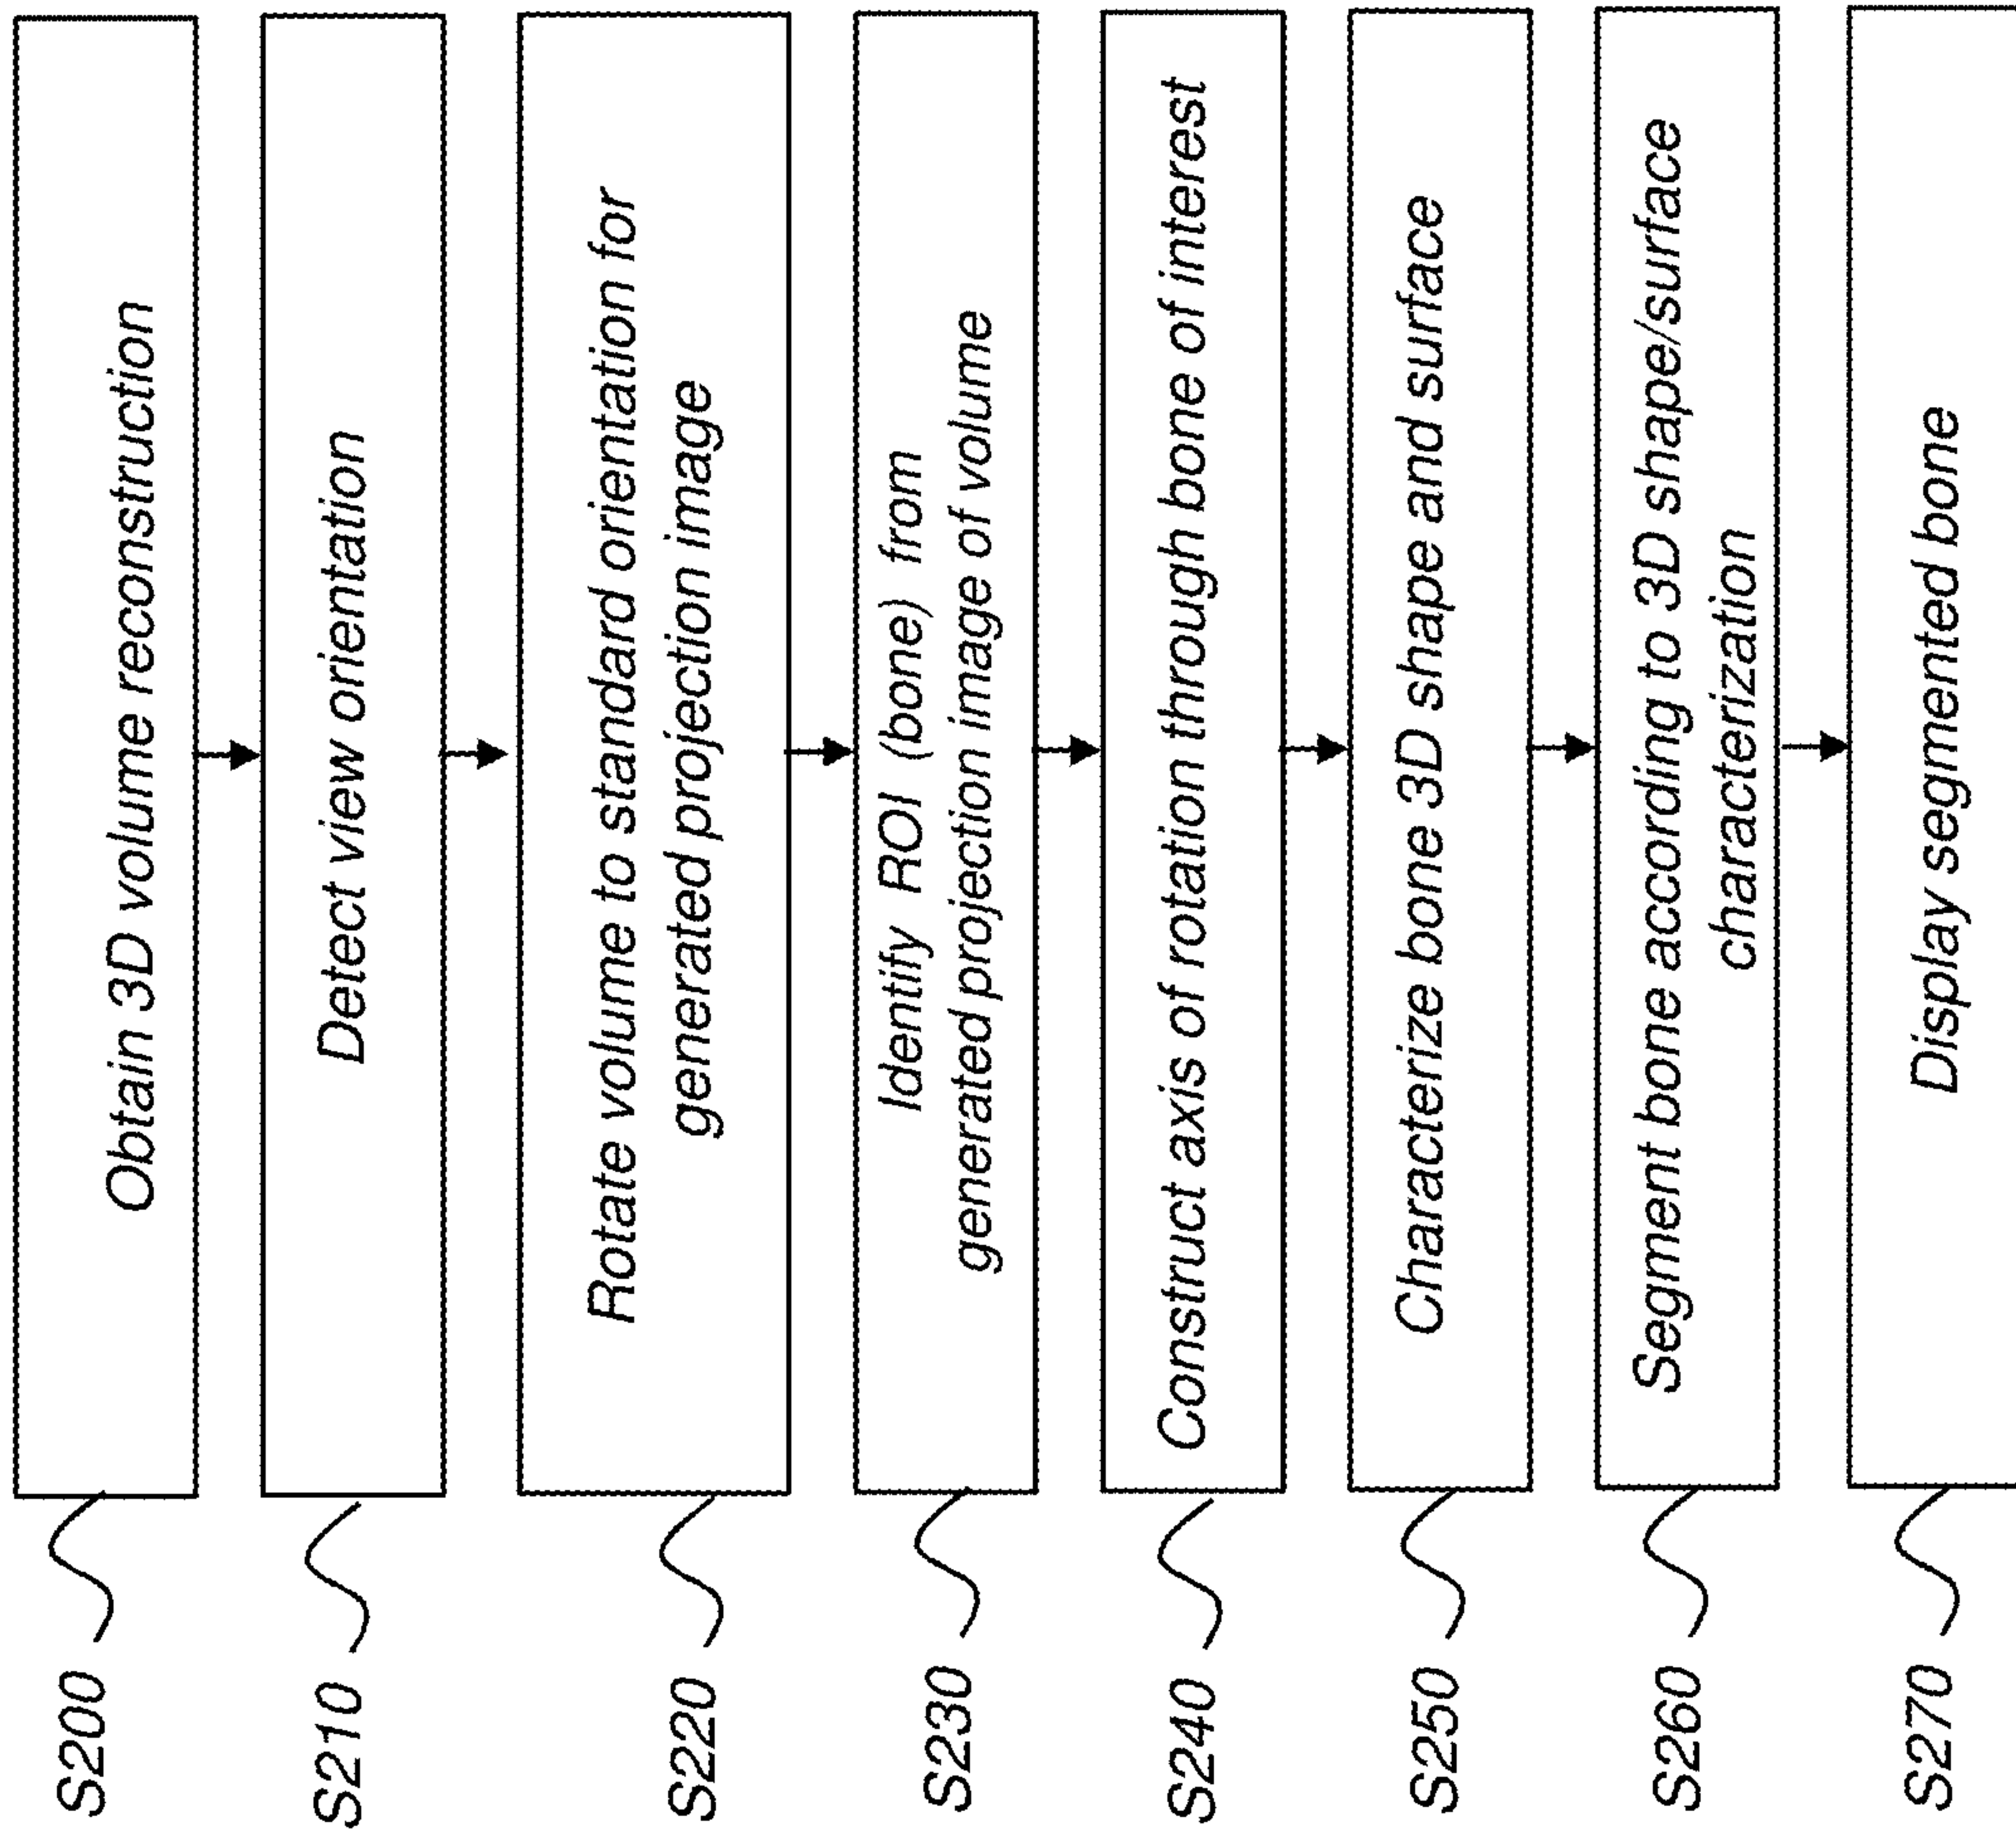 S200
Obtain 3D volume reconstruction
S210
Detect view orientation
S220
Rotate volume to standard orientation for
generated projection image
S230
Identify ROI (bone) from
generated projection image of volume
S240
Construct axis of rotation through bone of interest
S250
Characterize bone 3D shape and surface
S260
Segment bone according to 3D shape/surface
characterization
S270
Display segmented bone